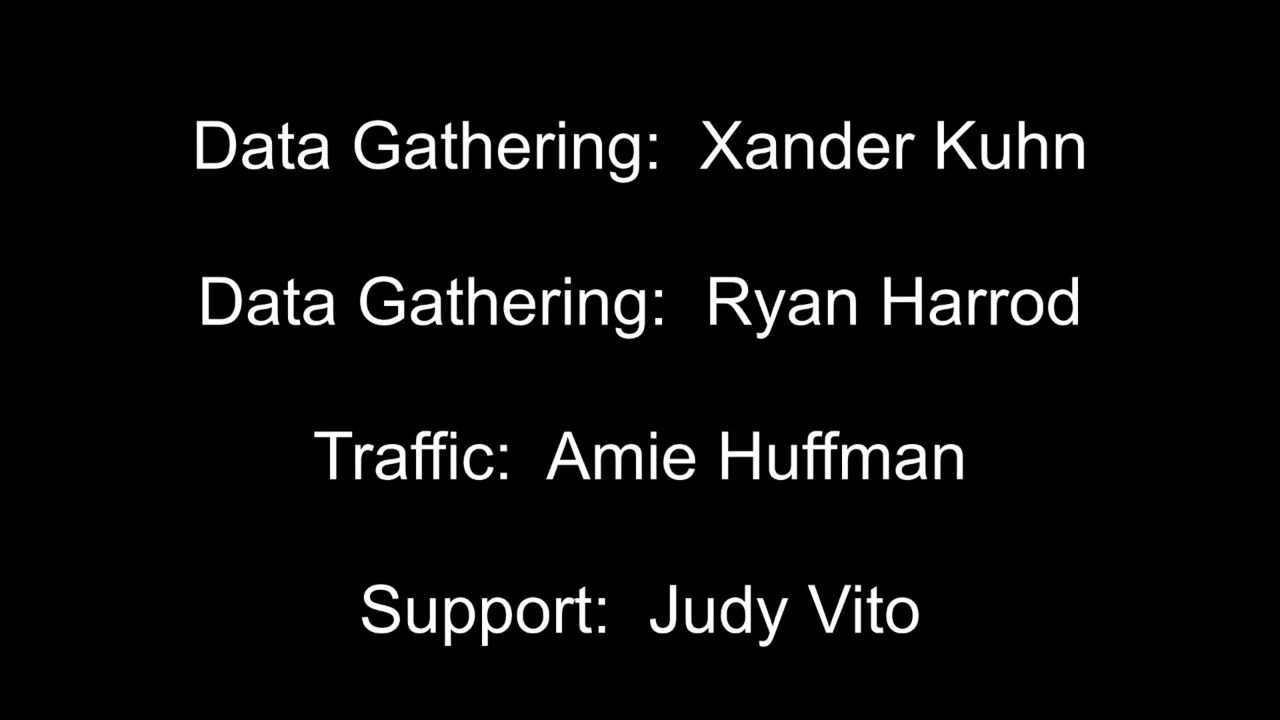 Data Gathering:  Xander Kuhn
Data Gathering:  Ryan Harrod
Traffic:  Amie Huffman
Support:  Judy Vito